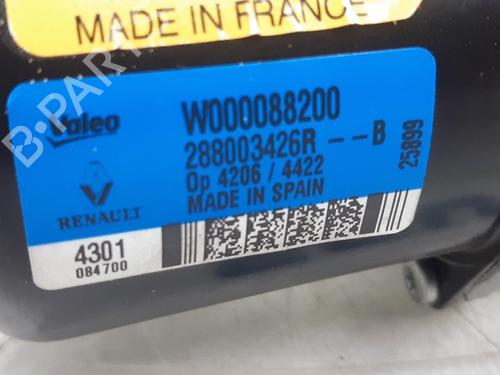 MADE IN FRANCE
B-PARTS
Valeo
W000088200
288003426R -- B
Op 4206 / 4422
MADE IN SPAIN
25899
RENAULT
4301
084700